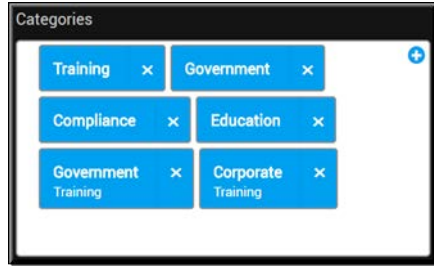 Categories
Training × Government ×
Compliance × Education ×
Government × Corporate ×
Training Training